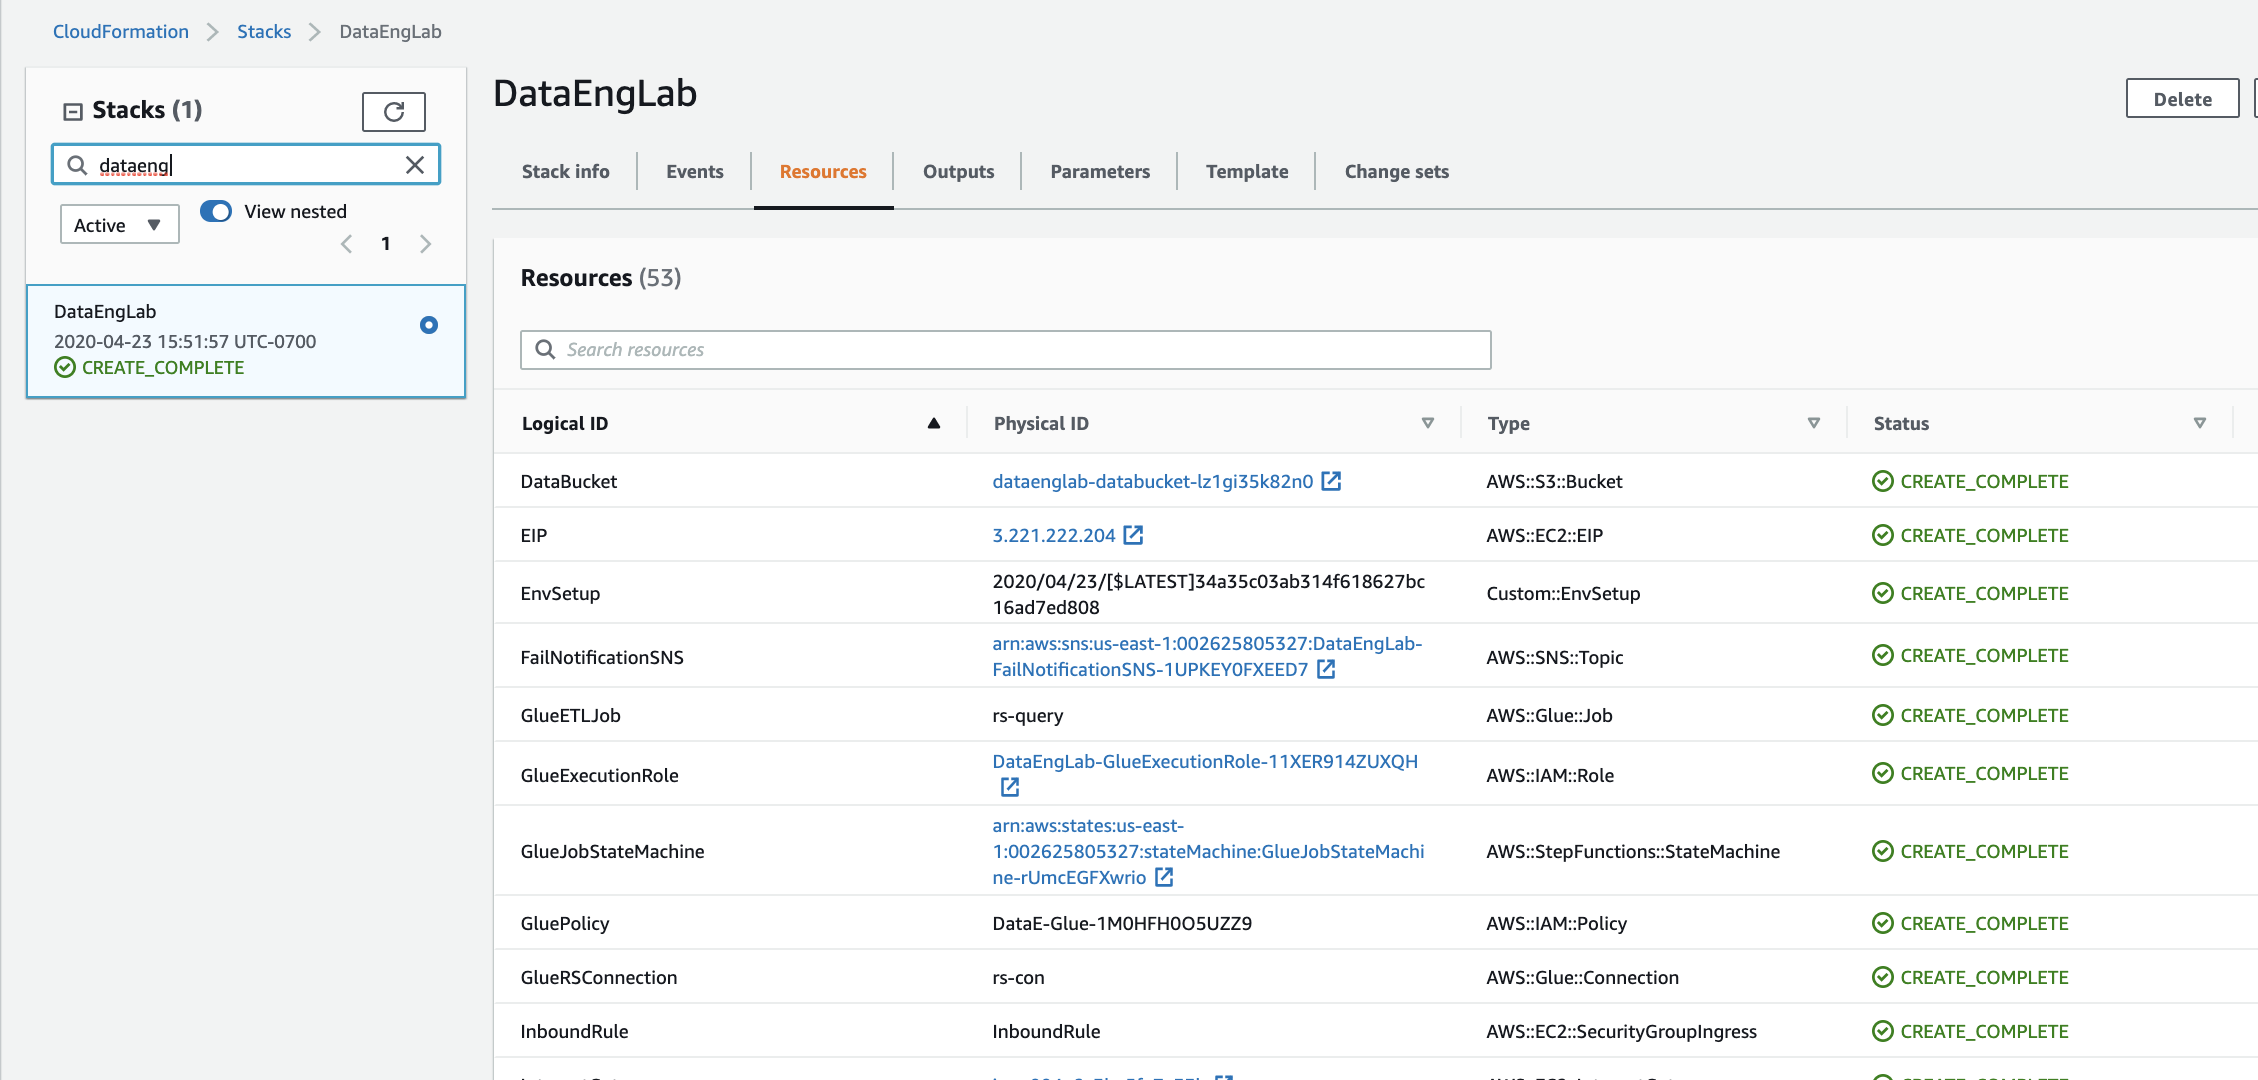 CloudFormation > Stacks > DataEngLab
Stacks (1)
dataeng
Active
View nested
1
DataEngLab
2020-04-23 15:51:57 UTC-0700
CREATE_COMPLETE
DataEngLab
Delete
Stack info Events Resources Outputs Parameters Template Change sets
Resources (53)
Search resources
Logical ID Physical ID Type Status
DataBucket dataenglab-databucket-lz1gi35k82n0 AWS::S3::Bucket CREATE_COMPLETE
EIP 3.221.222.204 AWS::EC2::EIP CREATE_COMPLETE
EnvSetup 2020/04/23/[$LATEST]34a35c03ab314f618627bc
16ad7ed808 Custom::EnvSetup CREATE_COMPLETE
FailNotificationSNS arn:aws:sns:us-east-1:002625805327:DataEngLab-
FailNotificationSNS-1UPKEY0FXEED7 AWS::SNS::Topic CREATE_COMPLETE
GlueETLJob rs-query AWS::Glue::Job CREATE_COMPLETE
GlueExecutionRole DataEngLab-GlueExecutionRole-11XER914ZUXQH AWS::IAM::Role CREATE_COMPLETE
GlueJobStateMachine arn:aws:states:us-east-
1:002625805327:stateMachine:GlueJobStateMachi
ne-rUmcEGFXwrio AWS::StepFunctions::StateMachine CREATE_COMPLETE
GluePolicy DataE-Glue-1M0HFH0O5UZZ9 AWS::IAM::Policy CREATE_COMPLETE
GlueRSConnection rs-con AWS::Glue::Connection CREATE_COMPLETE
InboundRule InboundRule AWS::EC2::SecurityGroupIngress CREATE_COMPLETE